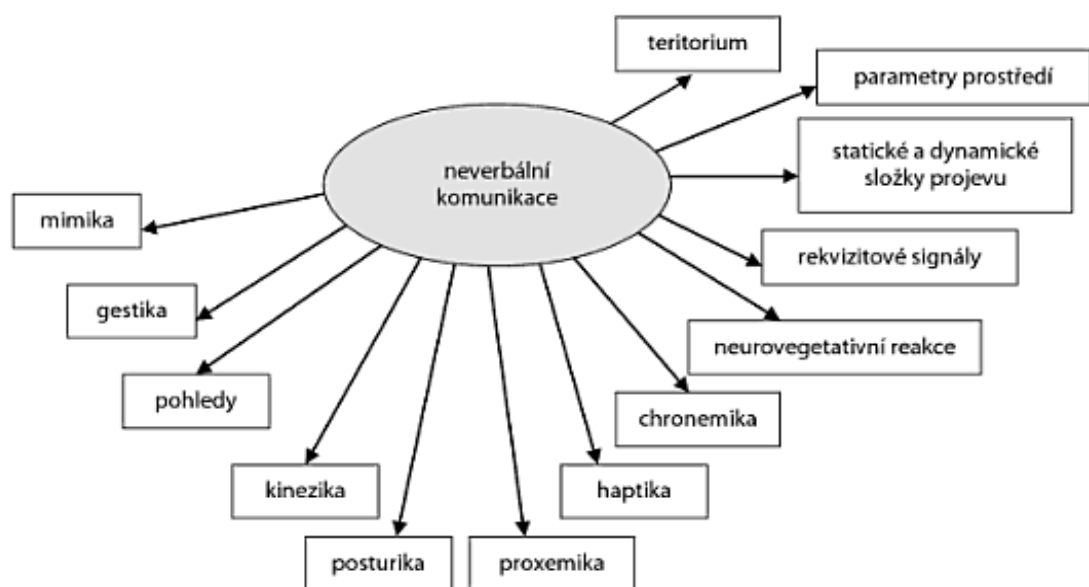 teritorium
parametry prostředí
statické a dynamické
složky projevu
neverbální
komunikace
mimika
rekvizitové signály
gestika
neurovegetativní reakce
pohledy
chronemika
kinezika
haptika
posturika
proxemika